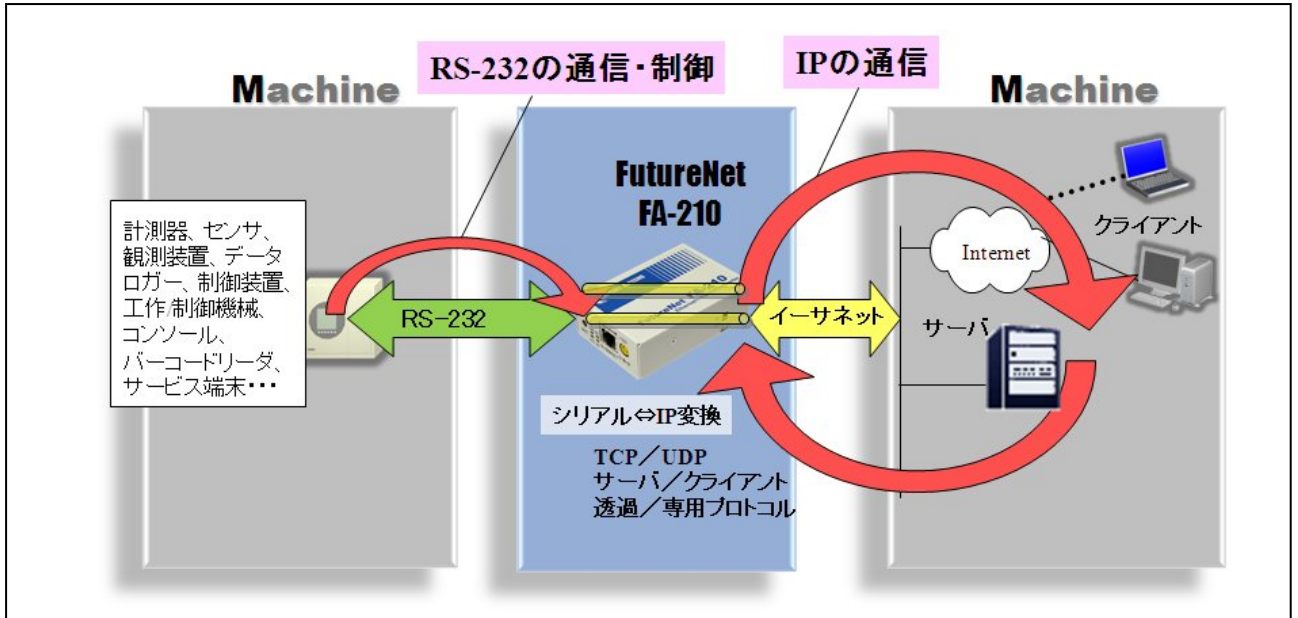 RS-232の通信・制御
IPの通信
Machine
Machine
FutureNet
FA-210
計測器、センサ、
観測装置、データ
ロガー、制御装置、
工作/制御機械、
コンソール、
バーコードリーダ、
サービス端末・・・
RS-232
FutureNet FA-210
イーサネット
Internet
クライアント
サーバ
シリアル⇔IP変換
TCP／UDP
サーバ／クライアント
透過／専用プロトコル